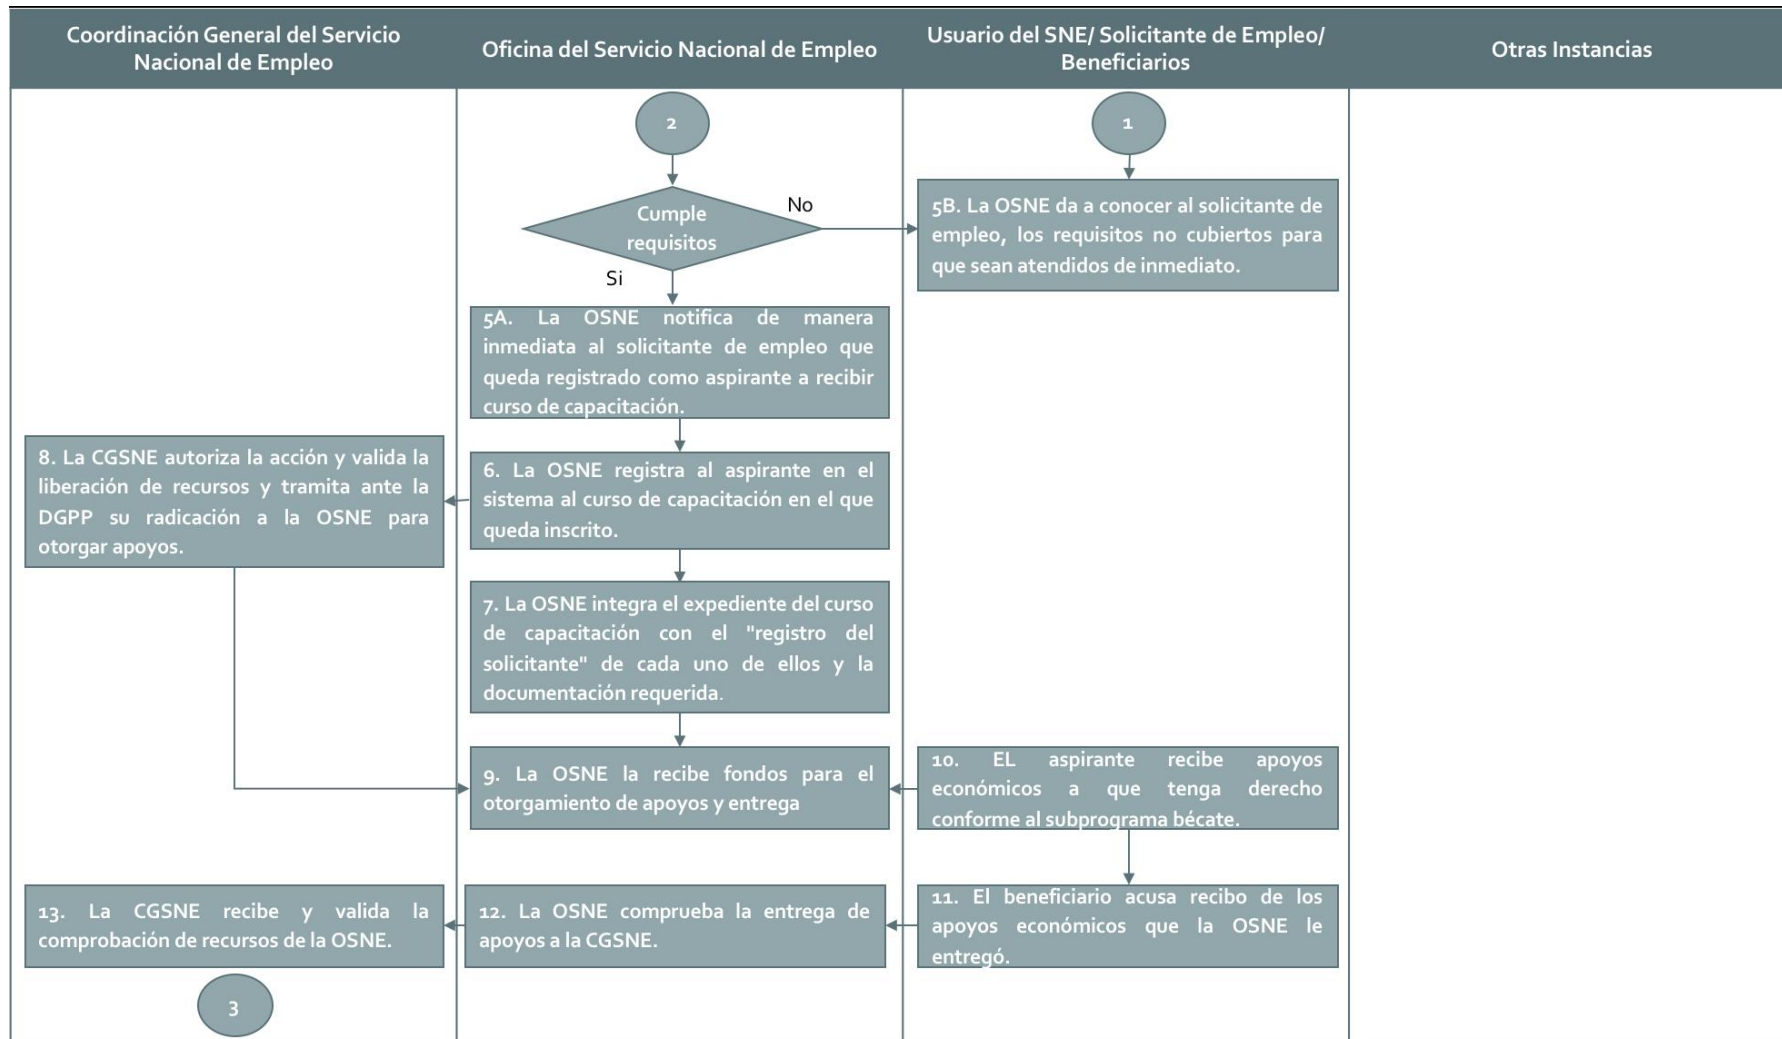 Coordinación General del Servicio
Nacional de Empleo
Oficina del Servicio Nacional de Empleo
Usuario del SNE/ Solicitante de Empleo/
Beneficiarios
Otras Instancias
2
1
Cumple
requisitos
No
Si
5B. La OSNE da a conocer al solicitante de
empleo, los requisitos no cubiertos para
que sean atendidos de inmediato.
5A. La OSNE notifica de manera
inmediata al solicitante de empleo que
queda registrado como aspirante a recibir
curso de capacitación.
8. La CGSNE autoriza la acción y valida la
liberación de recursos y tramita ante la
DGPP su radicación a la OSNE para
otorgar apoyos.
6. La OSNE registra al aspirante en el
sistema al curso de capacitación en el que
queda inscrito.
7. La OSNE integra el expediente del curso
de capacitación con el "registro del
solicitante" de cada uno de ellos y la
documentación requerida.
9. La OSNE la recibe fondos para el
otorgamiento de apoyos y entrega
10. EL aspirante recibe apoyos
económicos a que tenga derecho
conforme al subprograma bécate.
13. La CGSNE recibe y valida la
comprobación de recursos de la OSNE.
12. La OSNE comprueba la entrega de
apoyos a la CGSNE.
11. El beneficiario acusa recibo de los
apoyos económicos que la OSNE le
entregó.
3